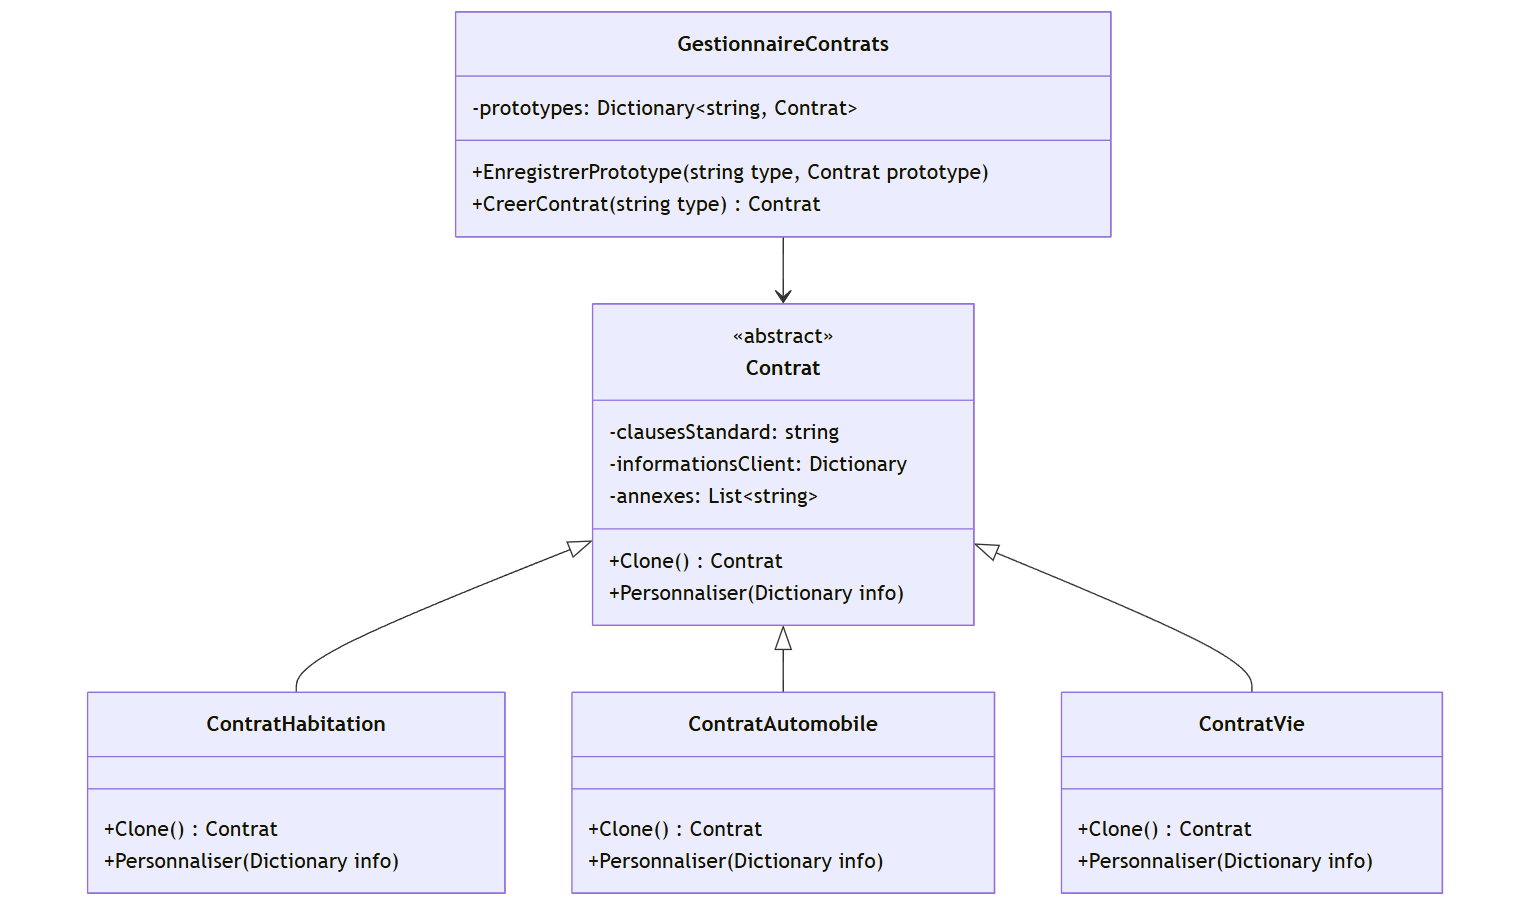 GestionnaireContrats
-prototypes: Dictionary<string, Contrat>
+EnregistrerPrototype(string type, Contrat prototype)
+CreerContrat(string type) : Contrat
«abstract»
Contrat
-clausesStandard: string
-informationsClient: Dictionary
-annexes: List<string>
+Clone() : Contrat
+Personnaliser(Dictionary info)
ContratHabitation
+Clone() : Contrat
+Personnaliser(Dictionary info)
ContratAutomobile
+Clone() : Contrat
+Personnaliser(Dictionary info)
ContratVie
+Clone() : Contrat
+Personnaliser(Dictionary info)